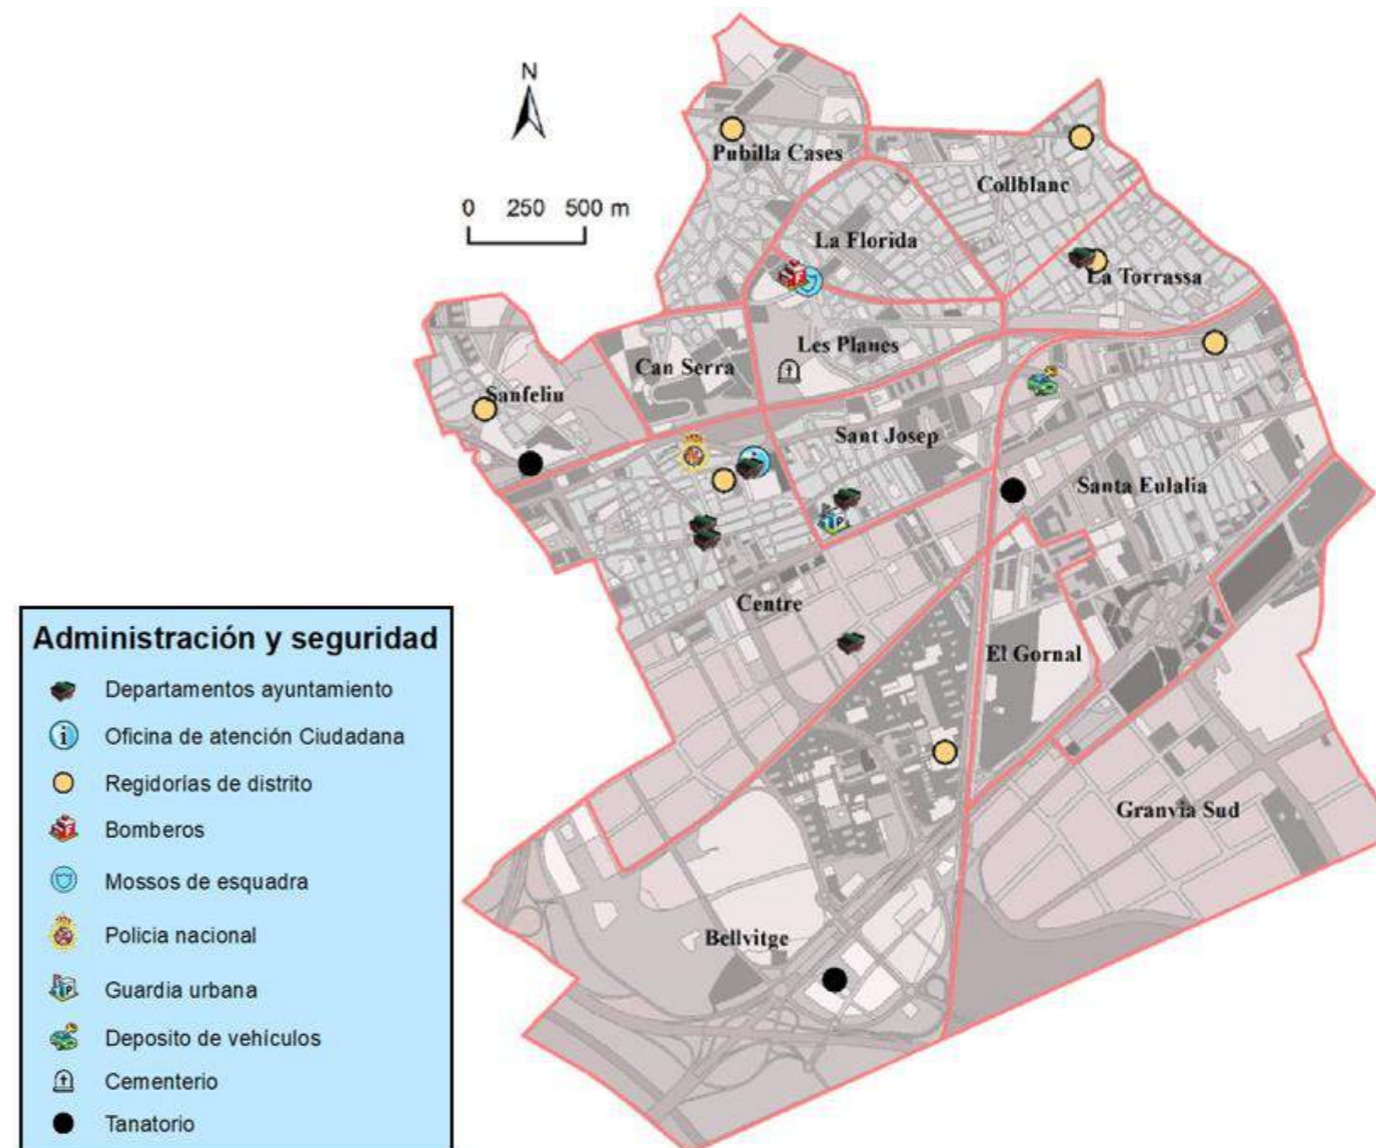 N
0 250 500 m
Pubilla Cases
Collblanc
La Florida
La Torrassa
Les Planes
Can Serra
Sanfeliu
Sant Josep
Santa Eulalia
Centre
El Gornal
Granvia Sud
Bellvitge
Administración y seguridad
Departamentos ayuntamiento
Oficina de atención Ciudadana
Regidorías de distrito
Bomberos
Mossos de esquadra
Policia nacional
Guardia urbana
Deposito de vehículos
Cementerio
Tanatorio